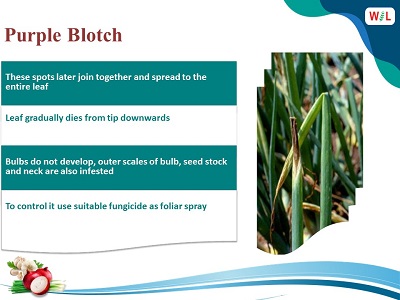 WIL
Purple Blotch
These spots later join together and spread to the
entire leaf
Leaf gradually dies from tip downwards
Bulbs do not develop, outer scales of bulb, seed stock
and neck are also infested
To control it use suitable fungicide as foliar spray